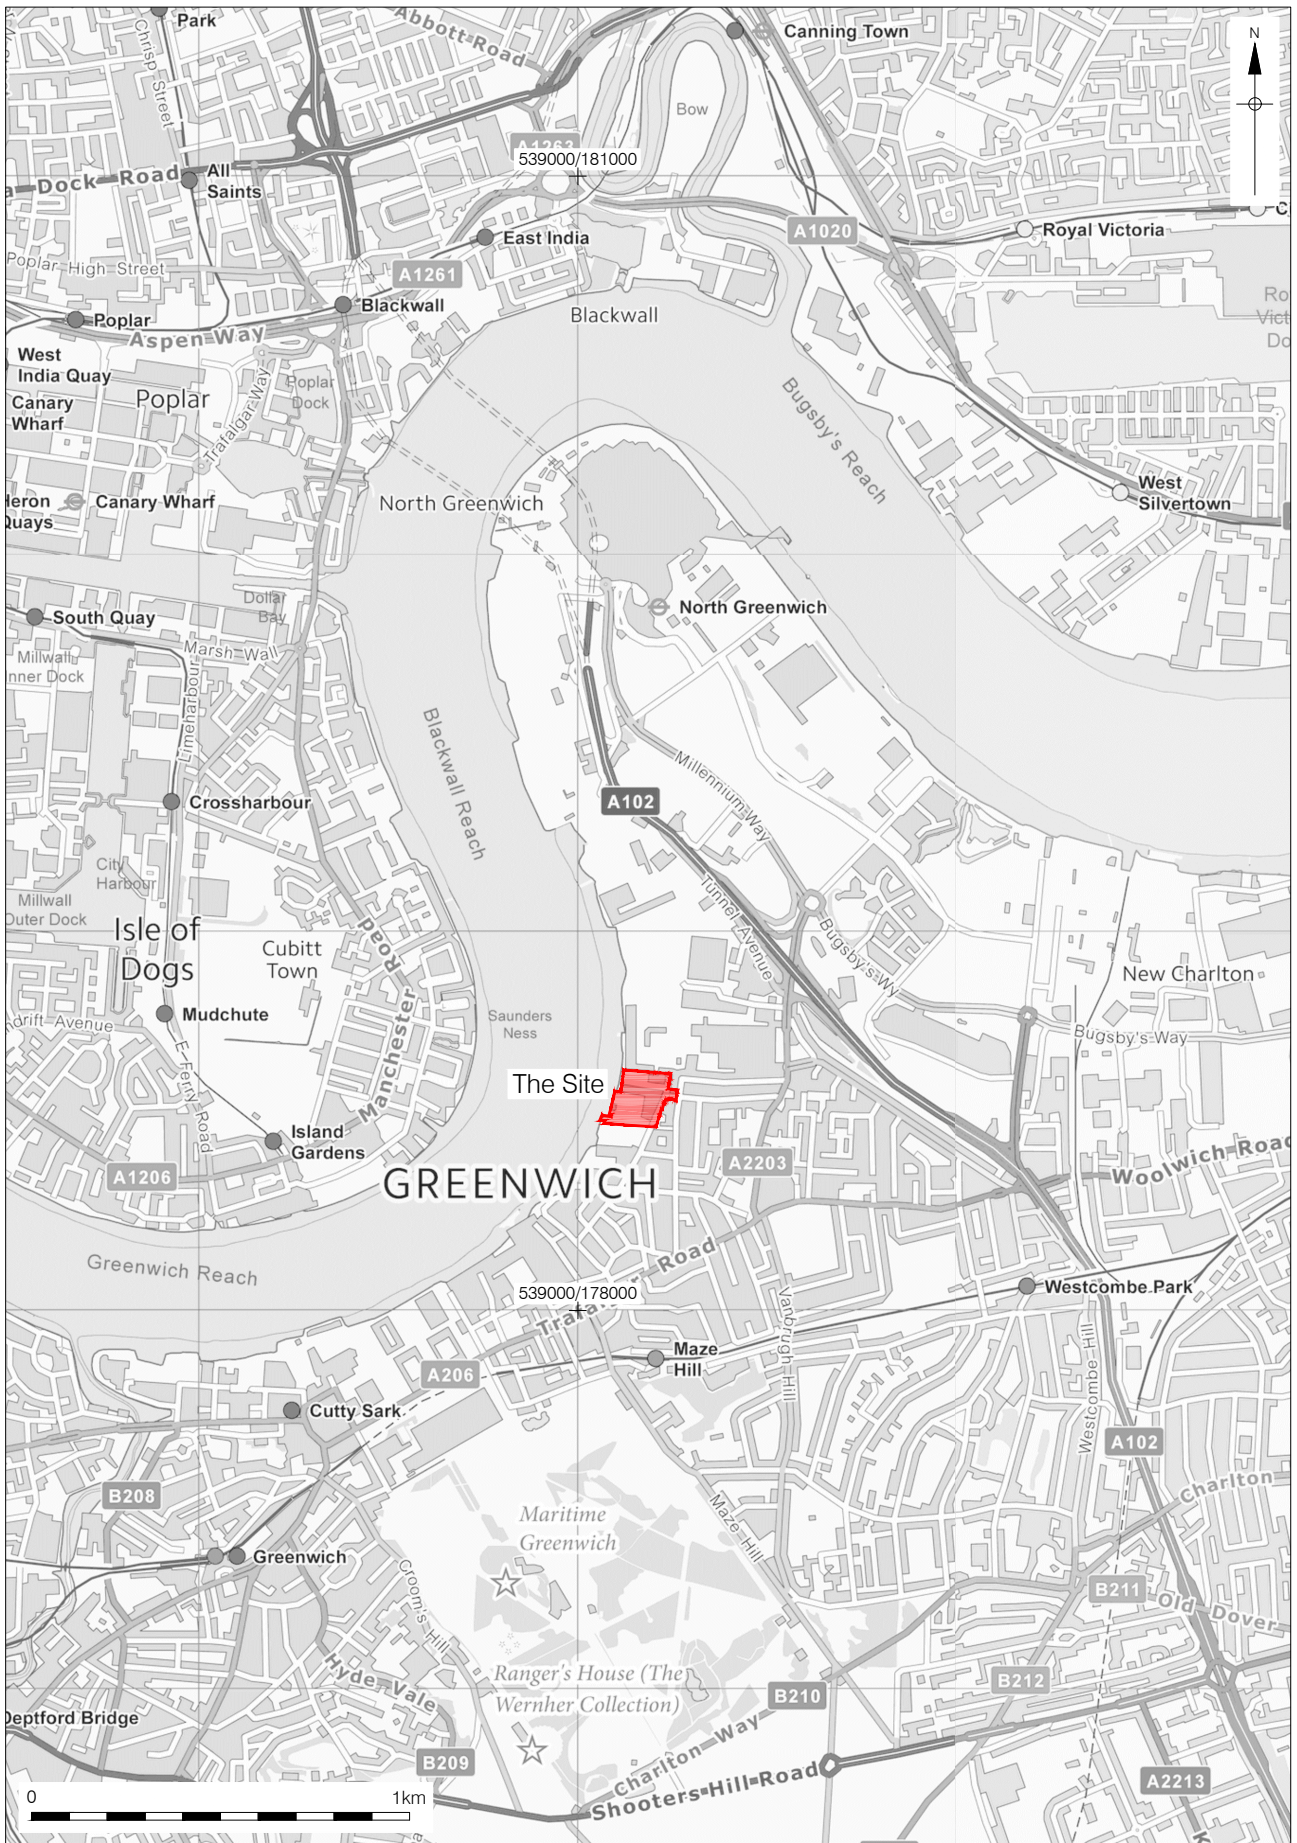 Park
Chrisp Street
Abbott Road
Canning Town
N
Bow
A1263
539000/181000
All
Saints
Dock Road
East India
A1020
Royal Victoria
Poplar High Street
A1261
Blackwall
Blackwall
Poplar
Aspen Way
West
India Quay
Canary
Wharf
Poplar
Trafalgar Way
Poplar
Dock
Bugsby's Reach
Heron
Quays
Canary Wharf
North Greenwich
West
Silvertown
Dollar
Bay
South Quay
North Greenwich
Marsh Wall
Millwall
Inner Dock
Limeharbour
Blackwall Reach
Millennium Way
Crossharbour
A102
City
Harbour
Millwall
Outer Dock
Tunnel Avenue
Isle of
Dogs
Cubitt
Town
Manchester Road
Bugsby's Wy
New Charlton
Mudchute
Saunders
Ness
Bugsby's Way
ndrift Avenue
E Ferry Road
The Site
Island
Gardens
A1206
GREENWICH
A2203
Woolwich Road
Greenwich Reach
Road
539000/178000
Westcombe Park
Vanbrugh Hill
Westcombe Hill
Maze
Hill
A206
Cutty Sark
A102
B208
Charlton
Maritime
Greenwich
Maze Hill
Greenwich
Croom's Hill
B211
Old Dover
Hyde Vale
Ranger's House (The
Wernher Collection)
B212
B210
Deptford Bridge
Charlton Way
B209
Shooters Hill Road
A2213
0 1km